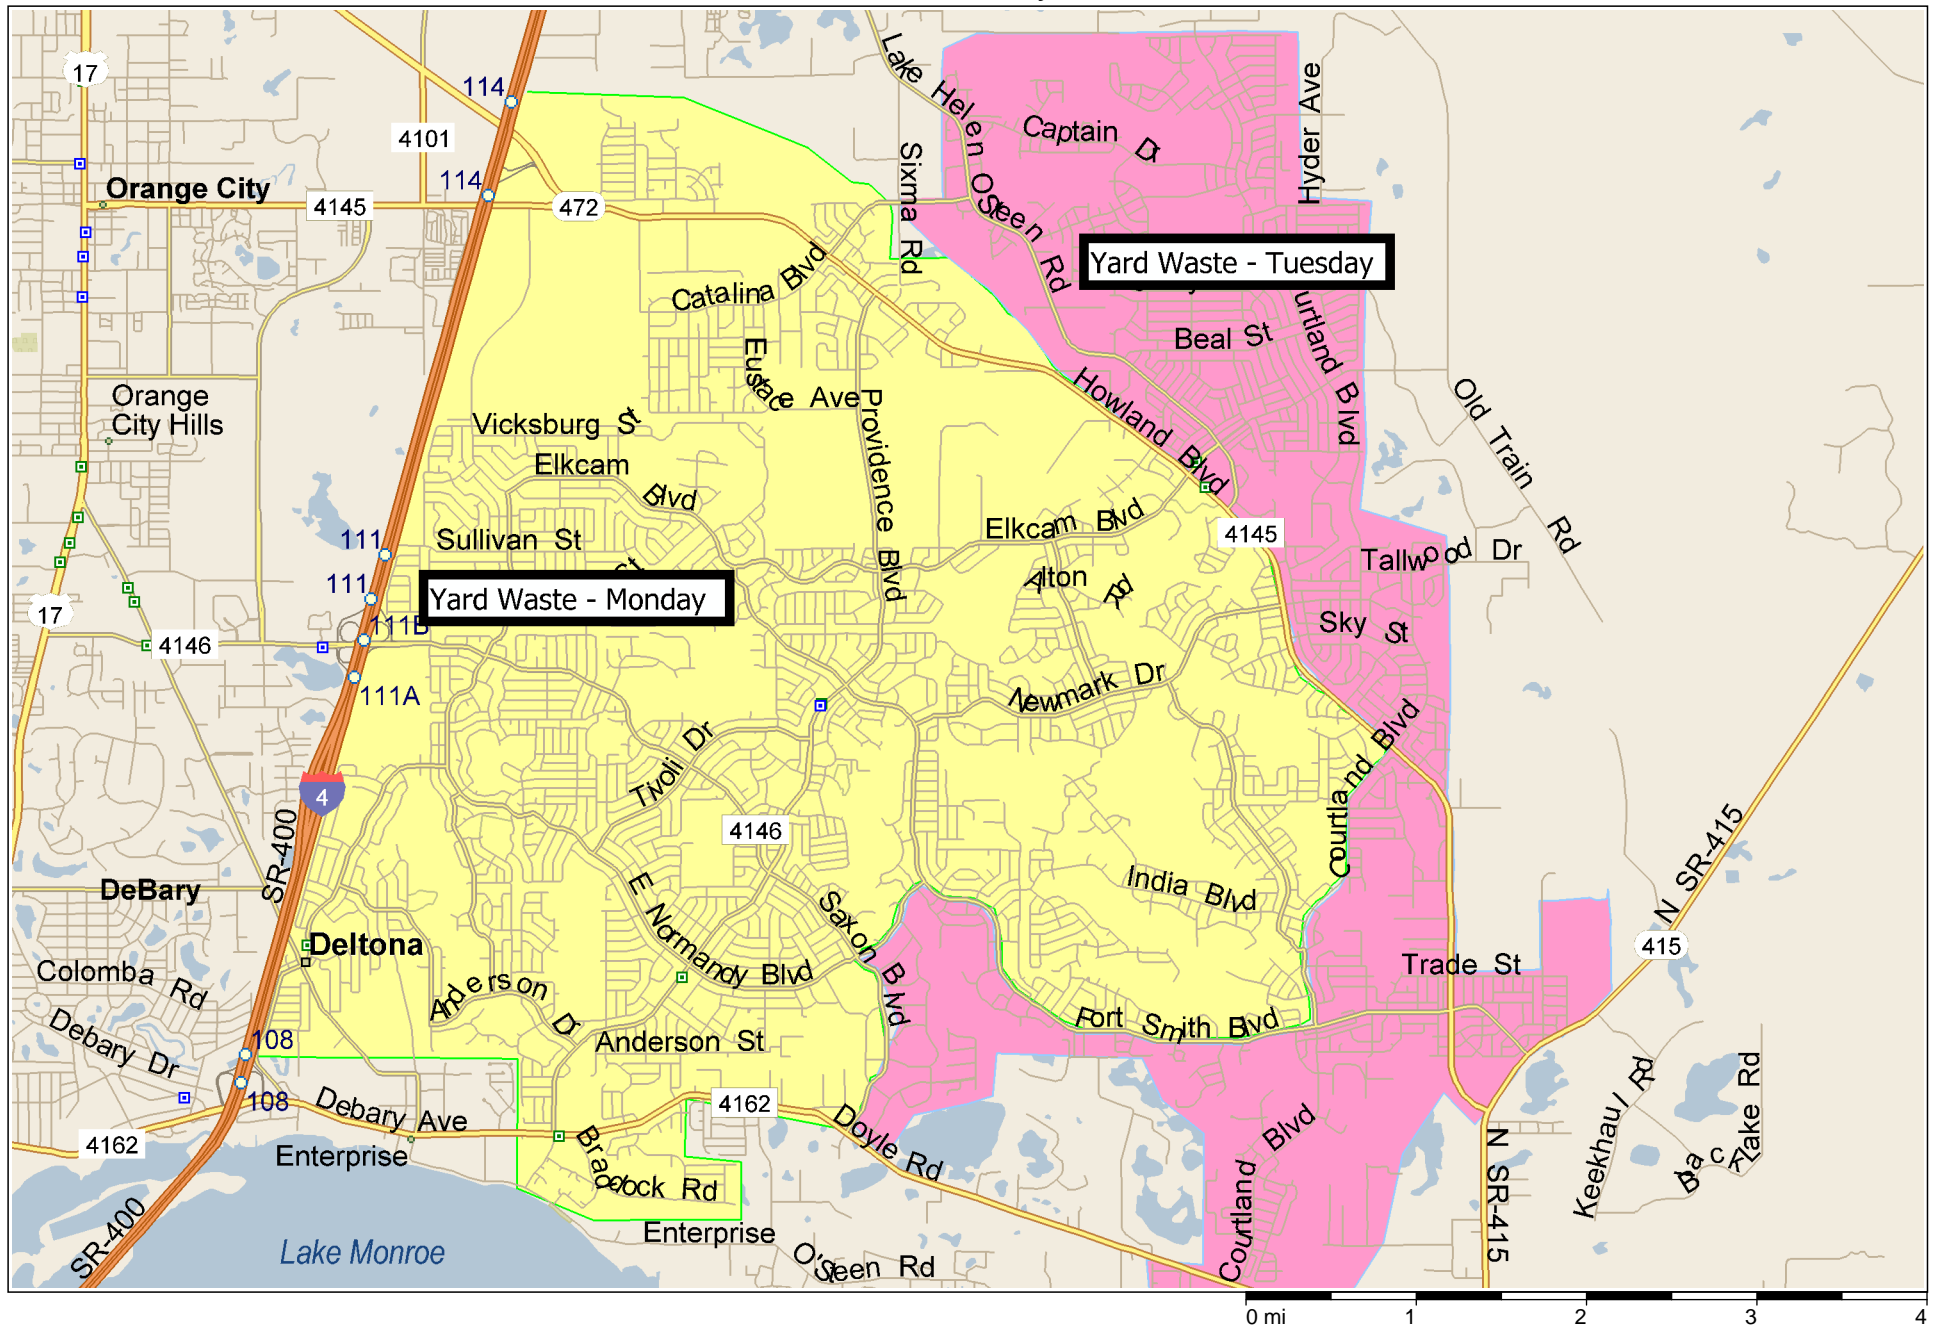 17
114
4101
114
Orange City
4145
472
Lake Helen Osteen Rd
Sixma Rd
Captain Dr
Hyder Ave
Yard Waste - Tuesday
Catalina Blvd
Beal St
urtland Blvd
Eustace Ave
Providence Blvd
Howland Blvd
Orange
City Hills
Vicksburg St
Elkcam Blvd
Old Train Rd
Sullivan St
St
Elkcam Blvd
4145
Tallwood Dr
111
111
Alton Rd
Yard Waste - Monday
17
111B
4146
Sky St
111A
Newmark Dr
Tivoli Dr
Courtland Blvd
4
SR-400
4146
N SR-415
DeBary
E Normandy Blvd
India Blvd
Saxon Blvd
Deltona
415
Colomba Rd
Trade St
Anderson Dr
Debary Dr
Anderson St
Fort Smith Blvd
108
108
Debary Ave
4162
Doyle Rd
Keekhaul Rd
Back Lake Rd
4162
Enterprise
Braddock Rd
Courtland Blvd
N SR-415
Enterprise
SR-400
Lake Monroe
O'Steen Rd
0 mi 1 2 3 4